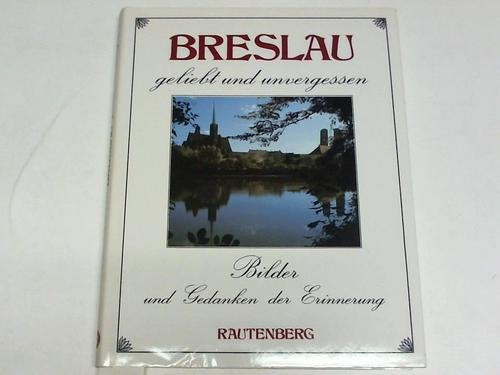 BRESLAU
geliebt und unvergessen
Bilder
und Gedanken der Erinnerung
RAUTENBERG